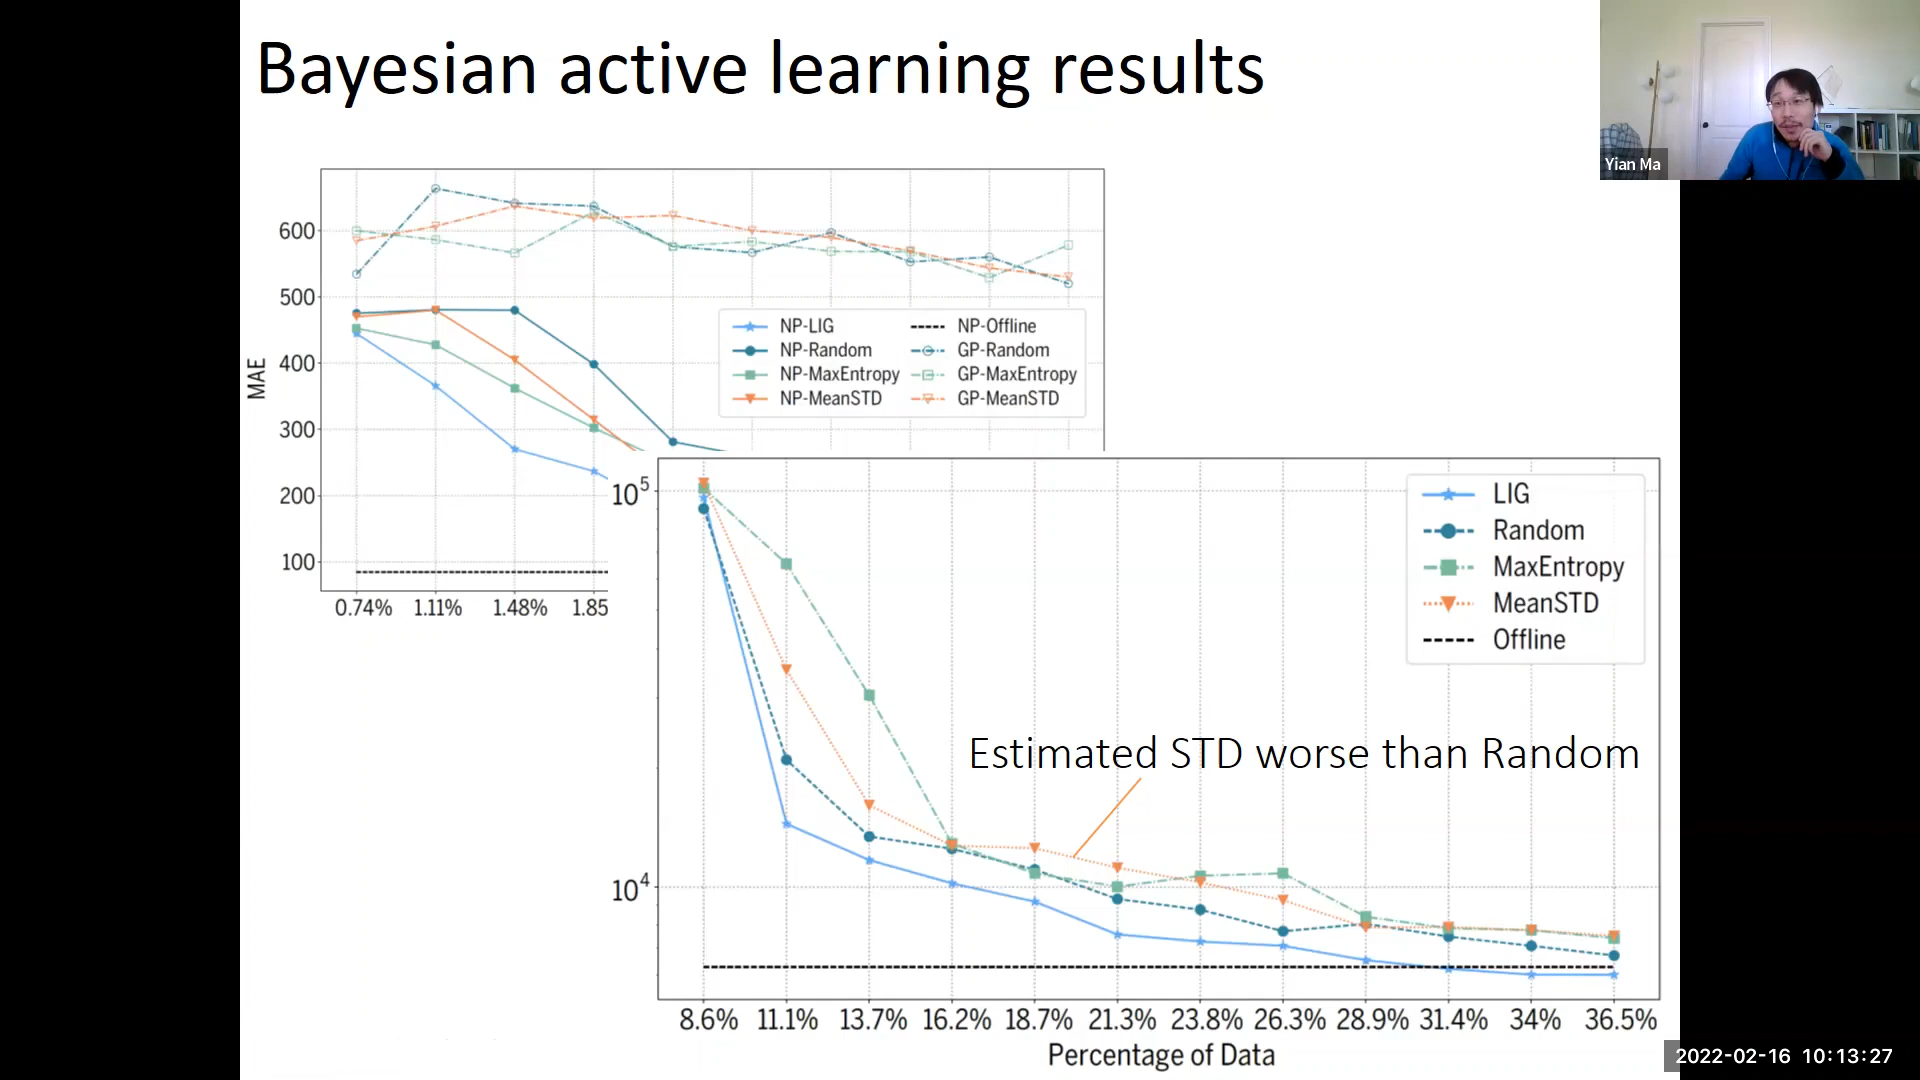 Bayesian active learning results
Yian Ma
600
500
400
300
200
100
MAE
NP-LIG
NP-Random
NP-MaxEntropy
NP-MeanSTD
NP-Offline
GP-Random
GP-MaxEntropy
GP-MeanSTD
0.74% 1.11% 1.48% 1.85
10⁵
10⁴
LIG
Random
MaxEntropy
MeanSTD
Offline
Estimated STD worse than Random
8.6% 11.1% 13.7% 16.2% 18.7% 21.3% 23.8% 26.3% 28.9% 31.4% 34% 36.5%
Percentage of Data
2022-02-16 10:13:27